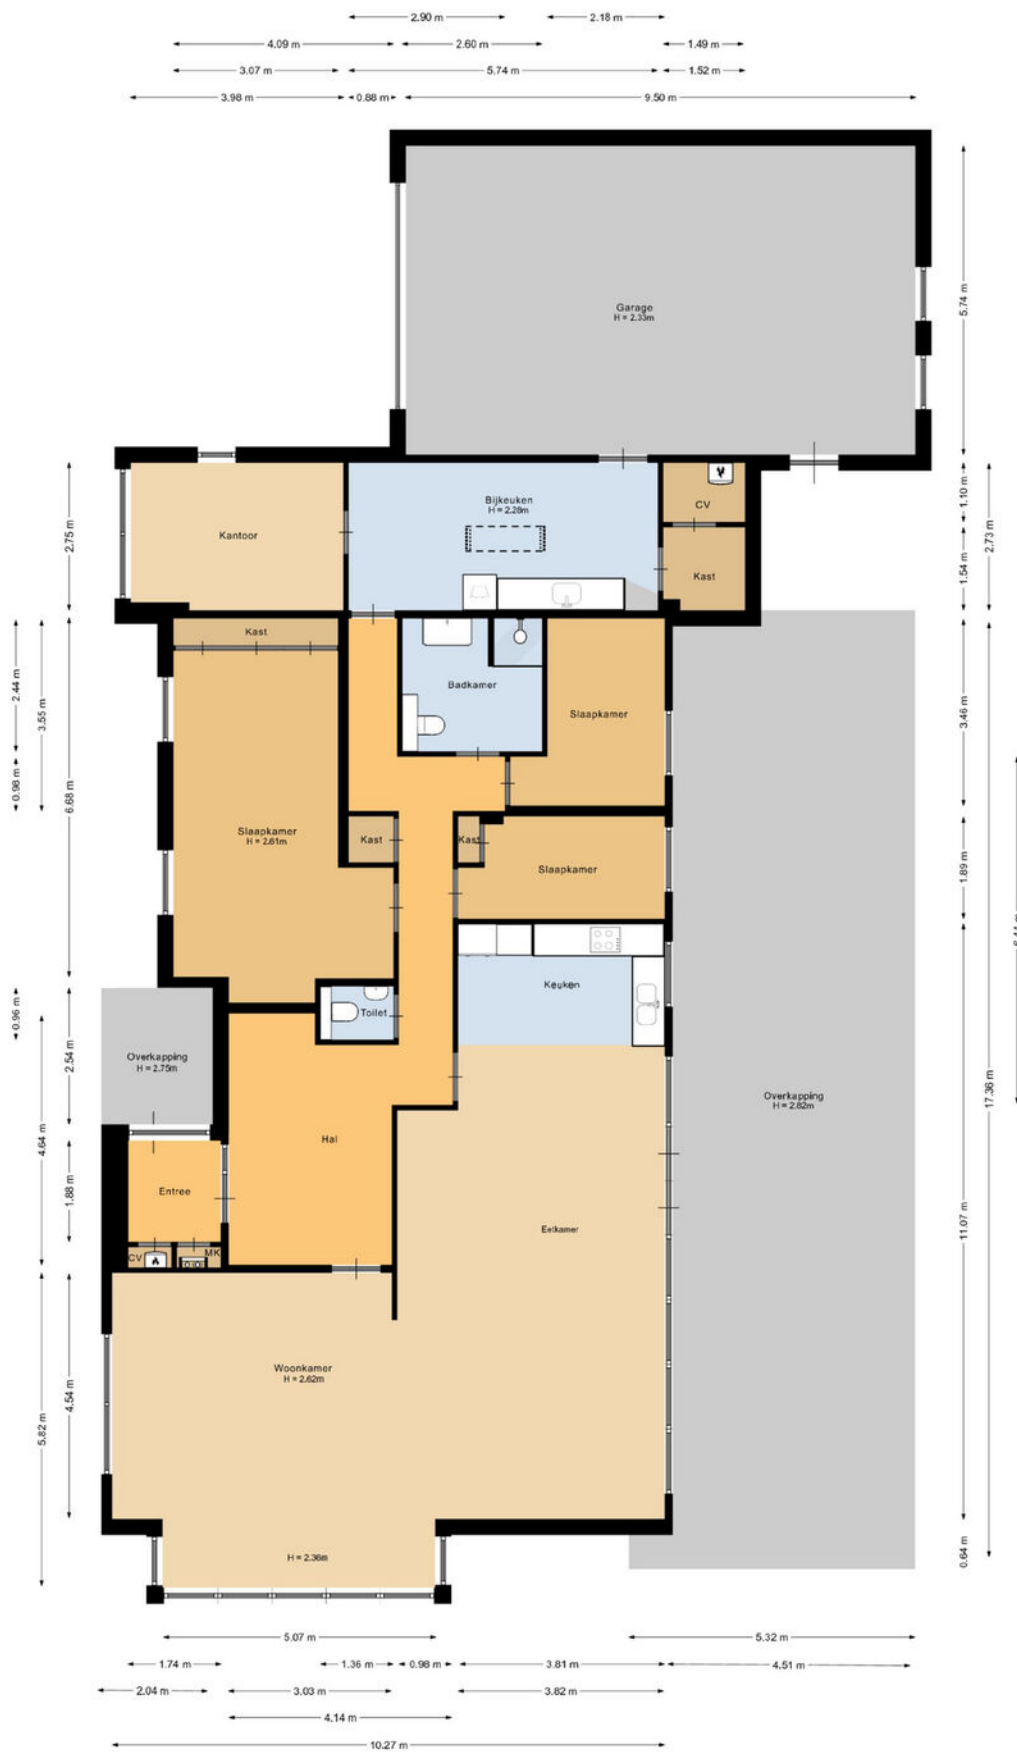 2.90 m
2.18 m
4.09 m
2.60 m
1.49 m
3.07 m
5.74 m
1.52 m
3.98 m
0.88 m
9.50 m
Garage
H = 2.33m
5.74 m
Kantoor
Bijkeuken
H = 2.28m
CV
Kast
2.75 m
1.10 m
1.54 m
2.73 m
Kast
Badkamer
Slaapkamer
2.44 m
3.55 m
0.98 m
6.68 m
3.46 m
Slaapkamer
H = 2.61m
Kast
Kast
Slaapkamer
1.89 m
Keuken
Toilet
0.96 m
2.54 m
Overkapping
H = 2.75m
Overkapping
H = 2.82m
17.36 m
4.64 m
Hal
1.88 m
Entree
Eetkamer
11.07 m
CV
MK
Woonkamer
H = 2.62m
4.54 m
5.82 m
H = 2.36m
0.64 m
5.07 m
5.32 m
1.74 m
1.36 m
0.98 m
3.81 m
4.51 m
2.04 m
3.03 m
3.82 m
4.14 m
10.27 m